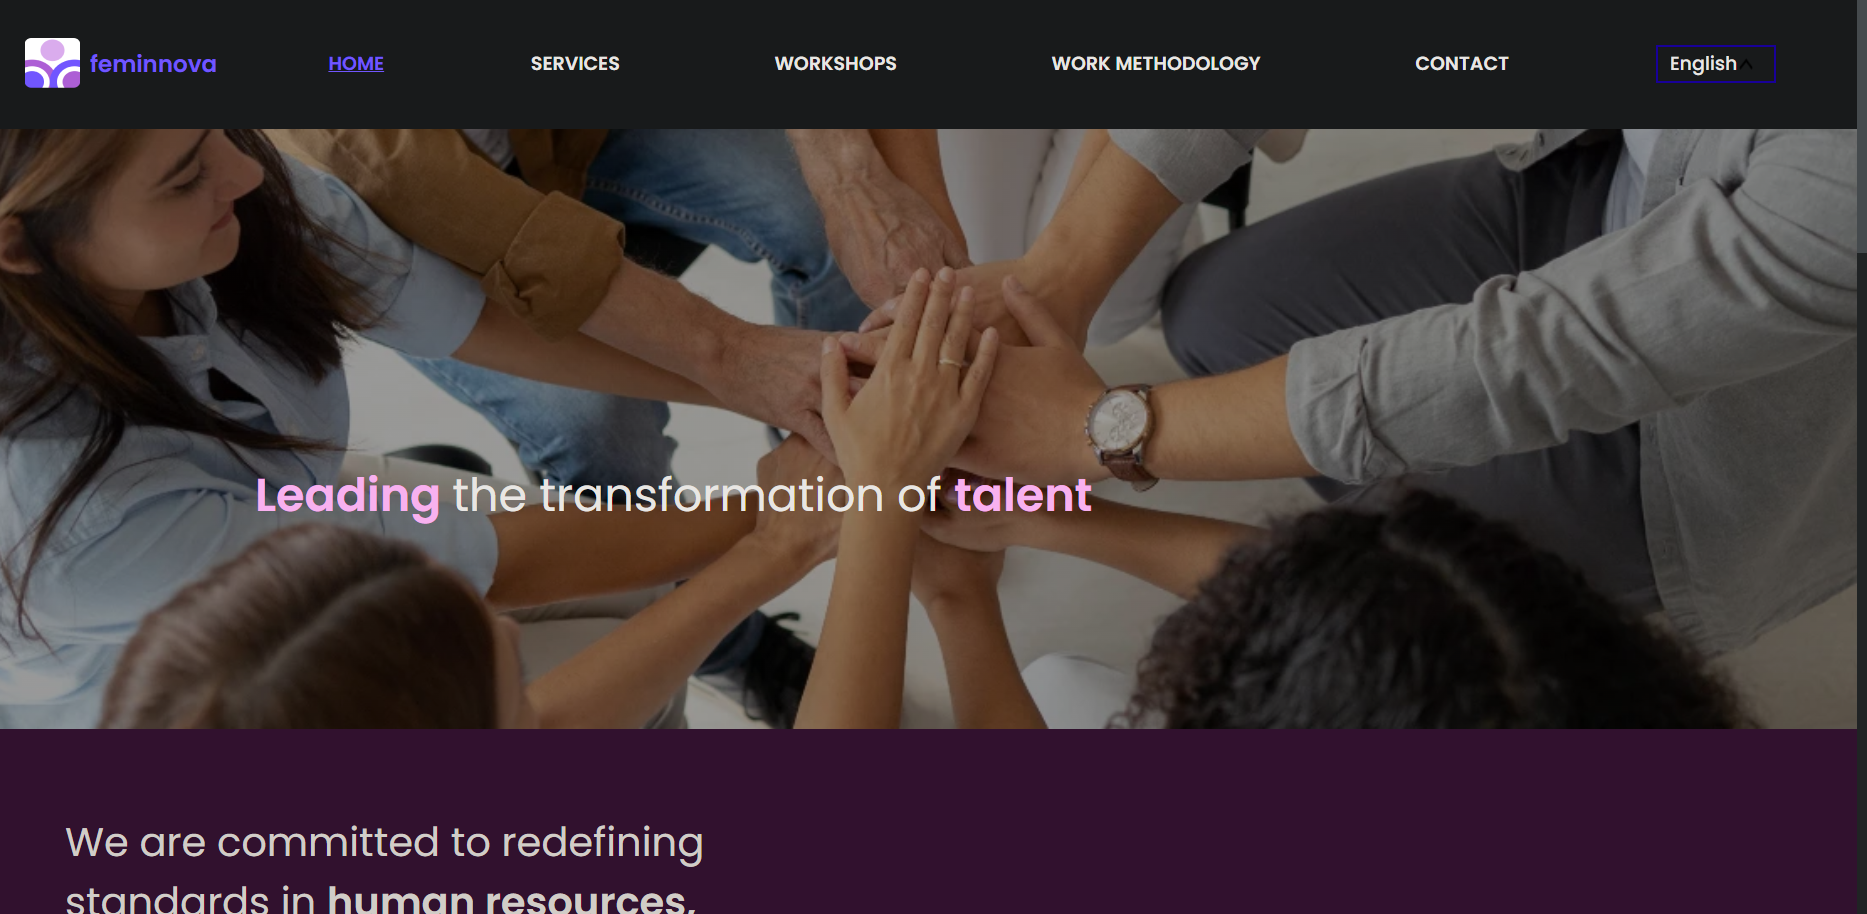 feminnova
HOME
SERVICES
WORKSHOPS
WORK METHODOLOGY
CONTACT
English
Leading the transformation of talent
We are committed to redefining
standards in human resources,